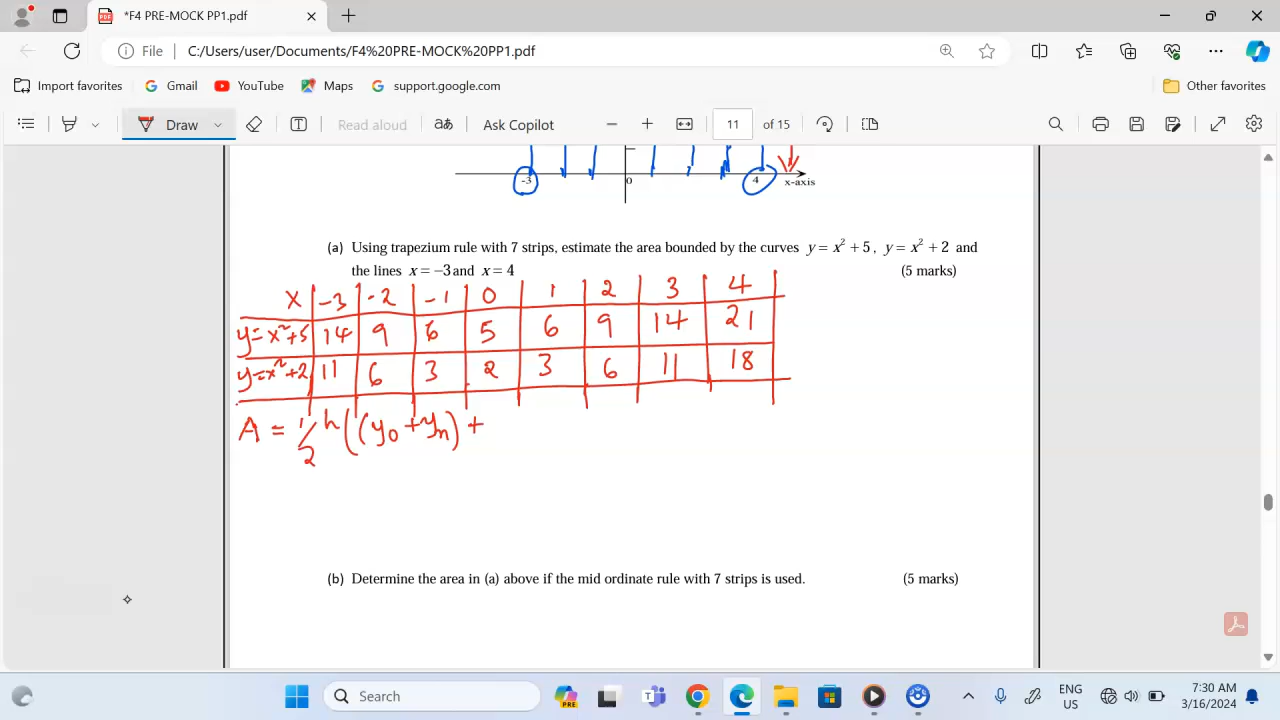 *F4 PRE-MOCK PP1.pdf
File C:/Users/user/Documents/F4%20PRE-MOCK%20PP1.pdf
Import favorites Gmail YouTube Maps support.google.com Other favorites
Draw Read aloud aあ Ask Copilot 11 of 15
-3 0 4 x-axis
(a) Using trapezium rule with 7 strips, estimate the area bounded by the curves y = x² + 5 , y = x² + 2 and
the lines x = −3 and x = 4 (5 marks)
x -3 -2 -1 0 1 2 3 4
y=x²+5 14 9 6 5 6 9 14 21
y=x²+2 11 6 3 2 3 6 11 18
A = 1/2 h((y₀ + yₙ) +
(b) Determine the area in (a) above if the mid ordinate rule with 7 strips is used. (5 marks)
Search PRE ENG US 7:30 AM 3/16/2024